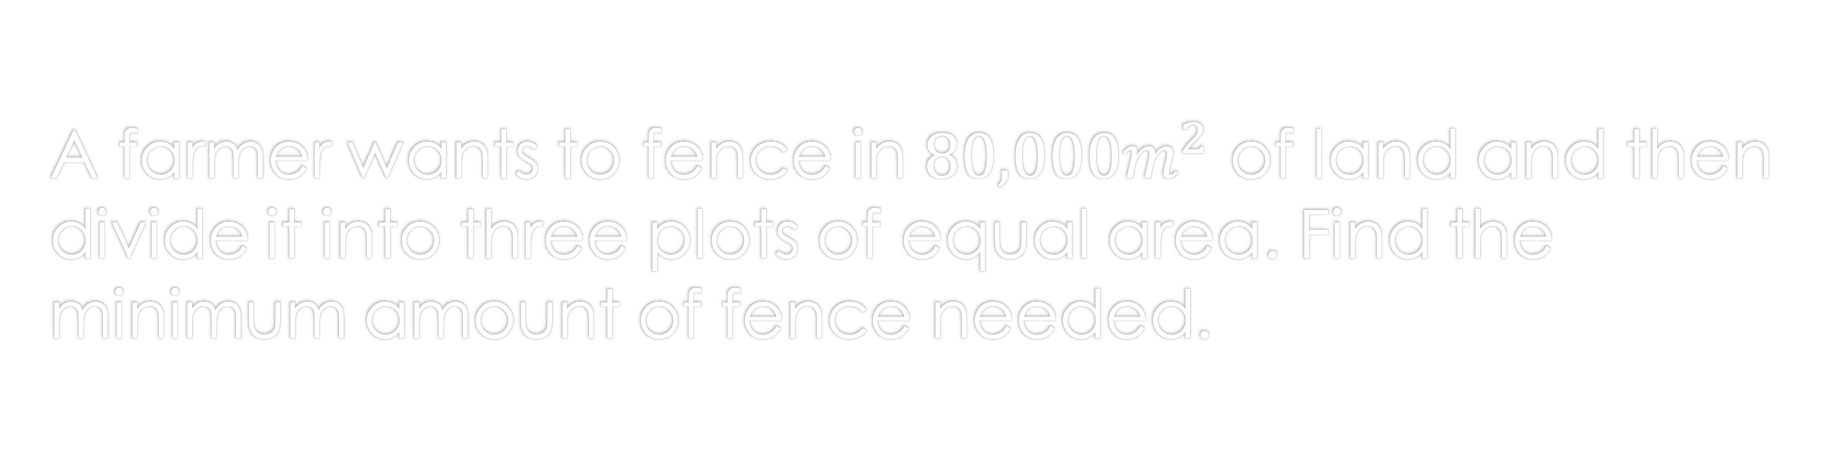 A farmer wants to fence in 80,000m² of land and then
divide it into three plots of equal area. Find the
minimum amount of fence needed.